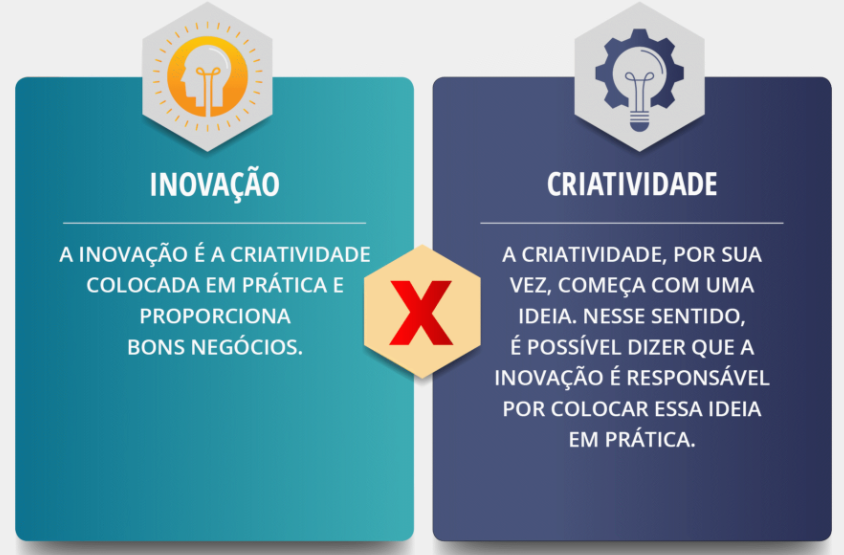 INOVAÇÃO
A INOVAÇÃO É A CRIATIVIDADE
COLOCADA EM PRÁTICA E
PROPORCIONA
BONS NEGÓCIOS.
X
CRIATIVIDADE
A CRIATIVIDADE, POR SUA
VEZ, COMEÇA COM UMA
IDEIA. NESSE SENTIDO,
É POSSÍVEL DIZER QUE A
INOVAÇÃO É RESPONSÁVEL
POR COLOCAR ESSA IDEIA
EM PRÁTICA.